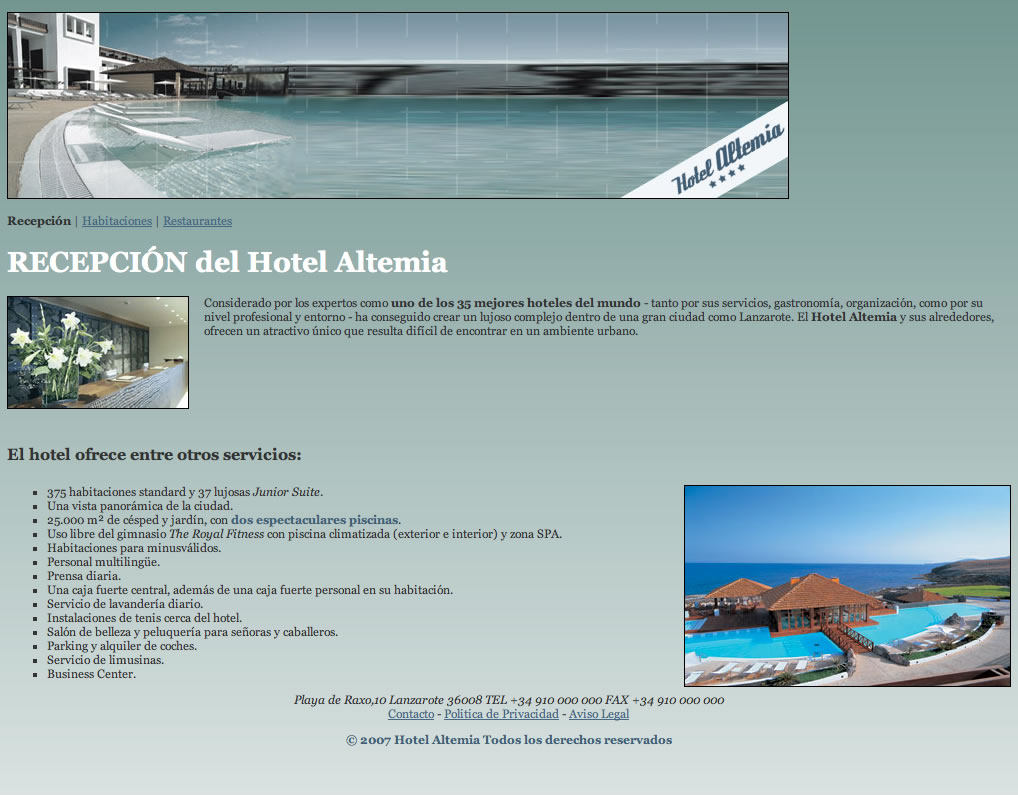 Hotel Altemia
★★★★
Recepción | Habitaciones | Restaurantes
RECEPCIÓN del Hotel Altemia
Considerado por los expertos como uno de los 35 mejores hoteles del mundo - tanto por sus servicios, gastronomía, organización, como por su
nivel profesional y entorno - ha conseguido crear un lujoso complejo dentro de una gran ciudad como Lanzarote. El Hotel Altemia y sus alrededores,
ofrecen un atractivo único que resulta difícil de encontrar en un ambiente urbano.
El hotel ofrece entre otros servicios:
375 habitaciones standard y 37 lujosas Junior Suite.
Una vista panorámica de la ciudad.
25.000 m² de césped y jardín, con dos espectaculares piscinas.
Uso libre del gimnasio The Royal Fitness con piscina climatizada (exterior e interior) y zona SPA.
Habitaciones para minusválidos.
Personal multilingüe.
Prensa diaria.
Una caja fuerte central, además de una caja fuerte personal en su habitación.
Servicio de lavandería diario.
Instalaciones de tenis cerca del hotel.
Salón de belleza y peluquería para señoras y caballeros.
Parking y alquiler de coches.
Servicio de limusinas.
Business Center.
Playa de Raxo,10 Lanzarote 36008 TEL +34 910 000 000 FAX +34 910 000 000
Contacto - Politica de Privacidad - Aviso Legal
© 2007 Hotel Altemia Todos los derechos reservados